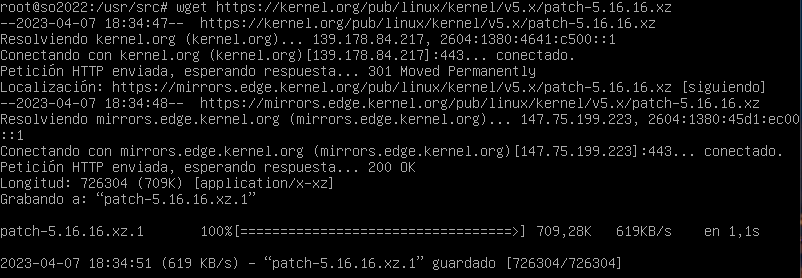 root@so2022:/usr/src# wget https://kernel.org/pub/linux/kernel/v5.x/patch-5.16.16.xz
--2023-04-07 18:34:47--  https://kernel.org/pub/linux/kernel/v5.x/patch-5.16.16.xz
Resolviendo kernel.org (kernel.org)... 139.178.84.217, 2604:1380:4641:c500::1
Conectando con kernel.org (kernel.org)[139.178.84.217]:443... conectado.
Petición HTTP enviada, esperando respuesta... 301 Moved Permanently
Localización: https://mirrors.edge.kernel.org/pub/linux/kernel/v5.x/patch-5.16.16.xz [siguiendo]
--2023-04-07 18:34:48--  https://mirrors.edge.kernel.org/pub/linux/kernel/v5.x/patch-5.16.16.xz
Resolviendo mirrors.edge.kernel.org (mirrors.edge.kernel.org)... 147.75.199.223, 2604:1380:45d1:ec00
::1
Conectando con mirrors.edge.kernel.org (mirrors.edge.kernel.org)[147.75.199.223]:443... conectado.
Petición HTTP enviada, esperando respuesta... 200 OK
Longitud: 726304 (709K) [application/x-xz]
Grabando a: “patch-5.16.16.xz.1”
patch-5.16.16.xz.1      100%[==================================>] 709,28K   619KB/s    en 1,1s
2023-04-07 18:34:51 (619 KB/s) - “patch-5.16.16.xz.1” guardado [726304/726304]